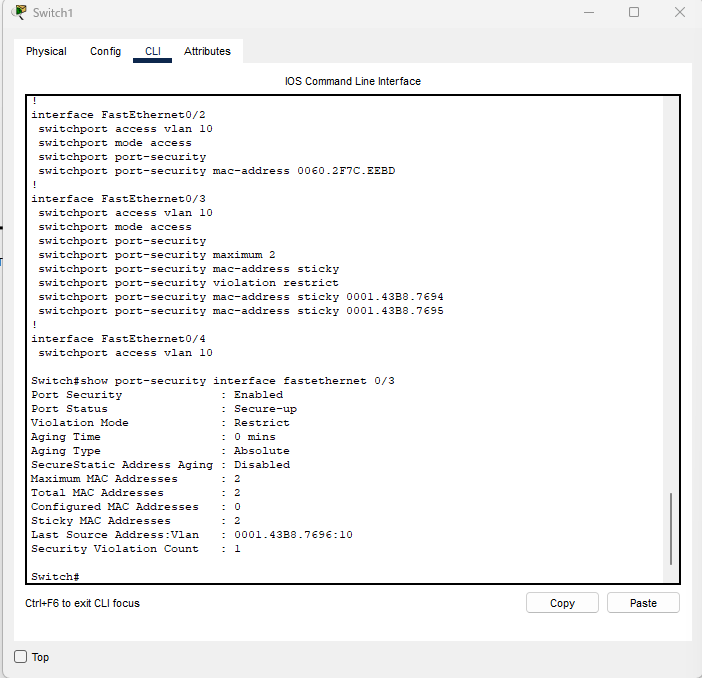 Switch1
Physical Config CLI Attributes
IOS Command Line Interface
!
interface FastEthernet0/2
 switchport access vlan 10
 switchport mode access
 switchport port-security
 switchport port-security mac-address 0060.2F7C.EEBD
!
interface FastEthernet0/3
 switchport access vlan 10
 switchport mode access
 switchport port-security
 switchport port-security maximum 2
 switchport port-security mac-address sticky
 switchport port-security violation restrict
 switchport port-security mac-address sticky 0001.43B8.7694
 switchport port-security mac-address sticky 0001.43B8.7695
!
interface FastEthernet0/4
 switchport access vlan 10
Switch#show port-security interface fastethernet 0/3
Port Security : Enabled
Port Status : Secure-up
Violation Mode : Restrict
Aging Time : 0 mins
Aging Type : Absolute
SecureStatic Address Aging : Disabled
Maximum MAC Addresses : 2
Total MAC Addresses : 2
Configured MAC Addresses : 0
Sticky MAC Addresses : 2
Last Source Address:Vlan : 0001.43B8.7696:10
Security Violation Count : 1
Switch#
Ctrl+F6 to exit CLI focus
Copy Paste
Top